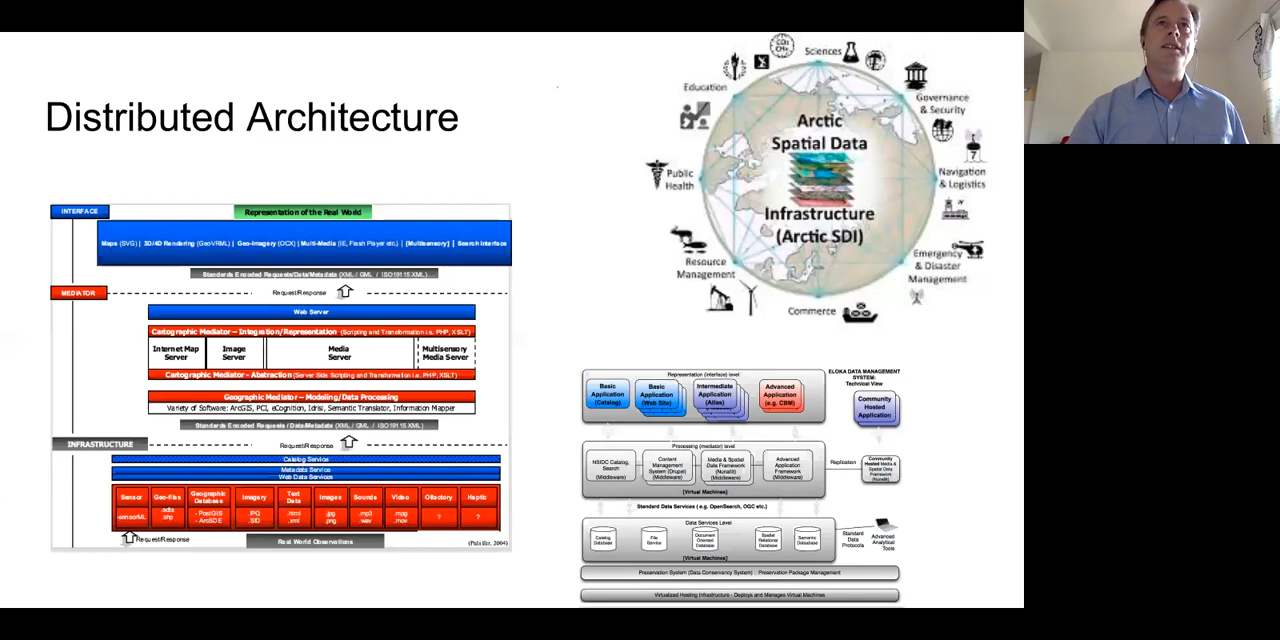 Distributed Architecture
INTERFACE
Representation of the Real World
Maps (SVG) | 3D/4D Rendering (GeoVRML) | Geo-Imagery (OCX) | Multi-Media (IE, Flash Player etc.) | [Multisensory] | Search Interface
Standards Encoded Requests/Data/Metadata (XML / GML / ISO19115 XML)
MEDIATOR
Request/Response
Web Server
Cartographic Mediator – Integration/Representation (Scripting and Transformation i.e. PHP, XSLT)
Internet Map Server
Image Server
Media Server
Multisensory Media Server
Cartographic Mediator - Abstraction (Server Side Scripting and Transformation i.e. PHP, XSLT)
Geographic Mediator – Modeling/Data Processing
Variety of Software: ArcGIS, PCI, eCognition, Idrisi, Semantic Translator, Information Mapper
Standards Encoded Requests / Data/Metadata (XML / GML / ISO19115 XML)
INFRASTRUCTURE
Request/Response
Catalog Service
Metadata Service
Web Data Services
Sensor
-sensorML
Geo-files
.shp
Geographic Database
- PostGIS
- ArcSDE
Imagery
.JPQ
.SID
Text Data
.html
.xml
Images
.jpg
.png
Sounds
.mp3
.wav
Video
.mpg
.mov
Olfactory
?
Haptic
?
Request/Response
Real World Observations
(Pulsifer, 2004)
Arctic
Spatial Data
Infrastructure
(Arctic SDI)
Sciences
Governance
& Security
Navigation
& Logistics
Emergency
& Disaster
Management
Commerce
Resource
Management
Public
Health
Education
Representation (interface) level
Basic Application (Catalog)
Basic Application (Web Site)
Intermediate Application (Atlas)
Advanced Application (e.g. CBM)
ELOKA DATA MANAGEMENT
SYSTEM:
Technical View
Community Hosted Application
Processing (mediator) level
NSIDC Catalog, Search
(Middleware)
Content Management System (Drupal)
(Middleware)
Media & Spatial Data Framework (Nunaliit)
(Middleware)
Advanced Application Framework
(Middleware)
[Virtual Machines]
Replication
Community Hosted Media & Spatial Data Framework (Nunaliit)
Standard Data Services ( e.g. OpenSearch, OGC etc.)
Data Services Level
Catalog Database
File Service
Document Oriented Database
Spatial Relational Database
Semantic Database
[Virtual Machines]
Standard Data Protocols
Advanced Analytical Tools
Preservation System (Data Conservancy System) : Preservation Package Management
Virtualized Hosting Infrastructure - Deploys and Manages Virtual Machines